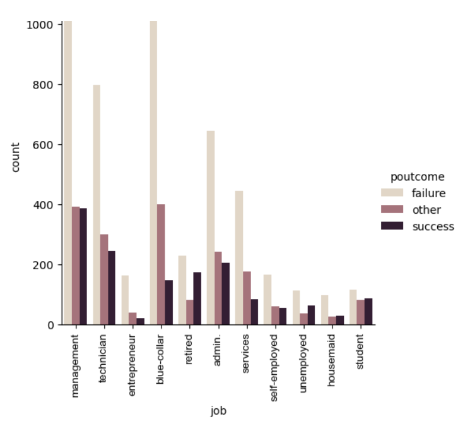 1000
800
600
400
200
0
count
management
technician
entrepreneur
blue-collar
retired
admin.
services
self-employed
unemployed
housemaid
student
job
poutcome
failure
other
success